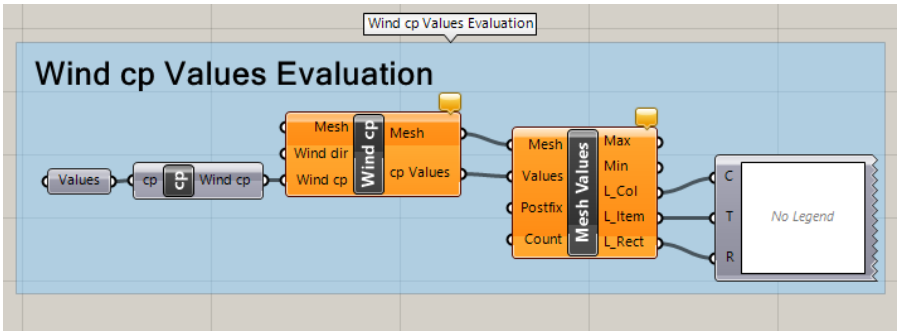 Wind cp Values Evaluation
Wind cp Values Evaluation
Values
cp
cp
Wind cp
Mesh
Wind dir
Wind cp
Wind cp
Mesh
cp Values
Mesh
Values
Postfix
Count
Mesh Values
Max
Min
L_Col
L_Item
L_Rect
C
T
R
No Legend